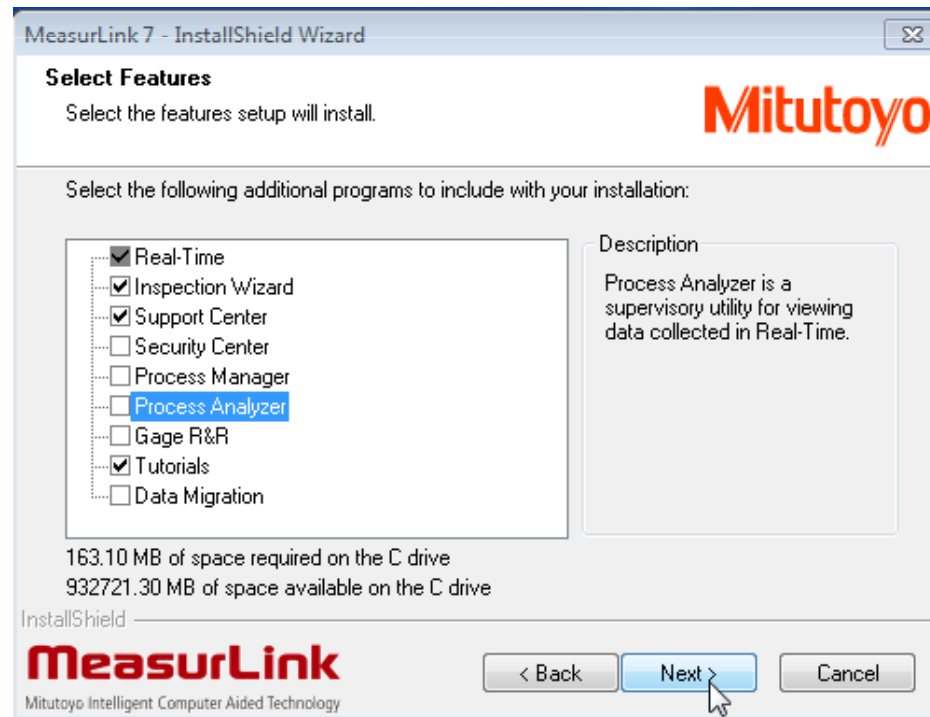 MeasurLink 7 - InstallShield Wizard
Select Features
Select the features setup will install.
Mitutoyo
Select the following additional programs to include with your installation:
Real-Time
Inspection Wizard
Support Center
Security Center
Process Manager
Process Analyzer
Gage R&R
Tutorials
Data Migration
Description
Process Analyzer is a
supervisory utility for viewing
data collected in Real-Time.
163.10 MB of space required on the C drive
932721.30 MB of space available on the C drive
InstallShield
MeasurLink
Mitutoyo Intelligent Computer Aided Technology
< Back
Next >
Cancel